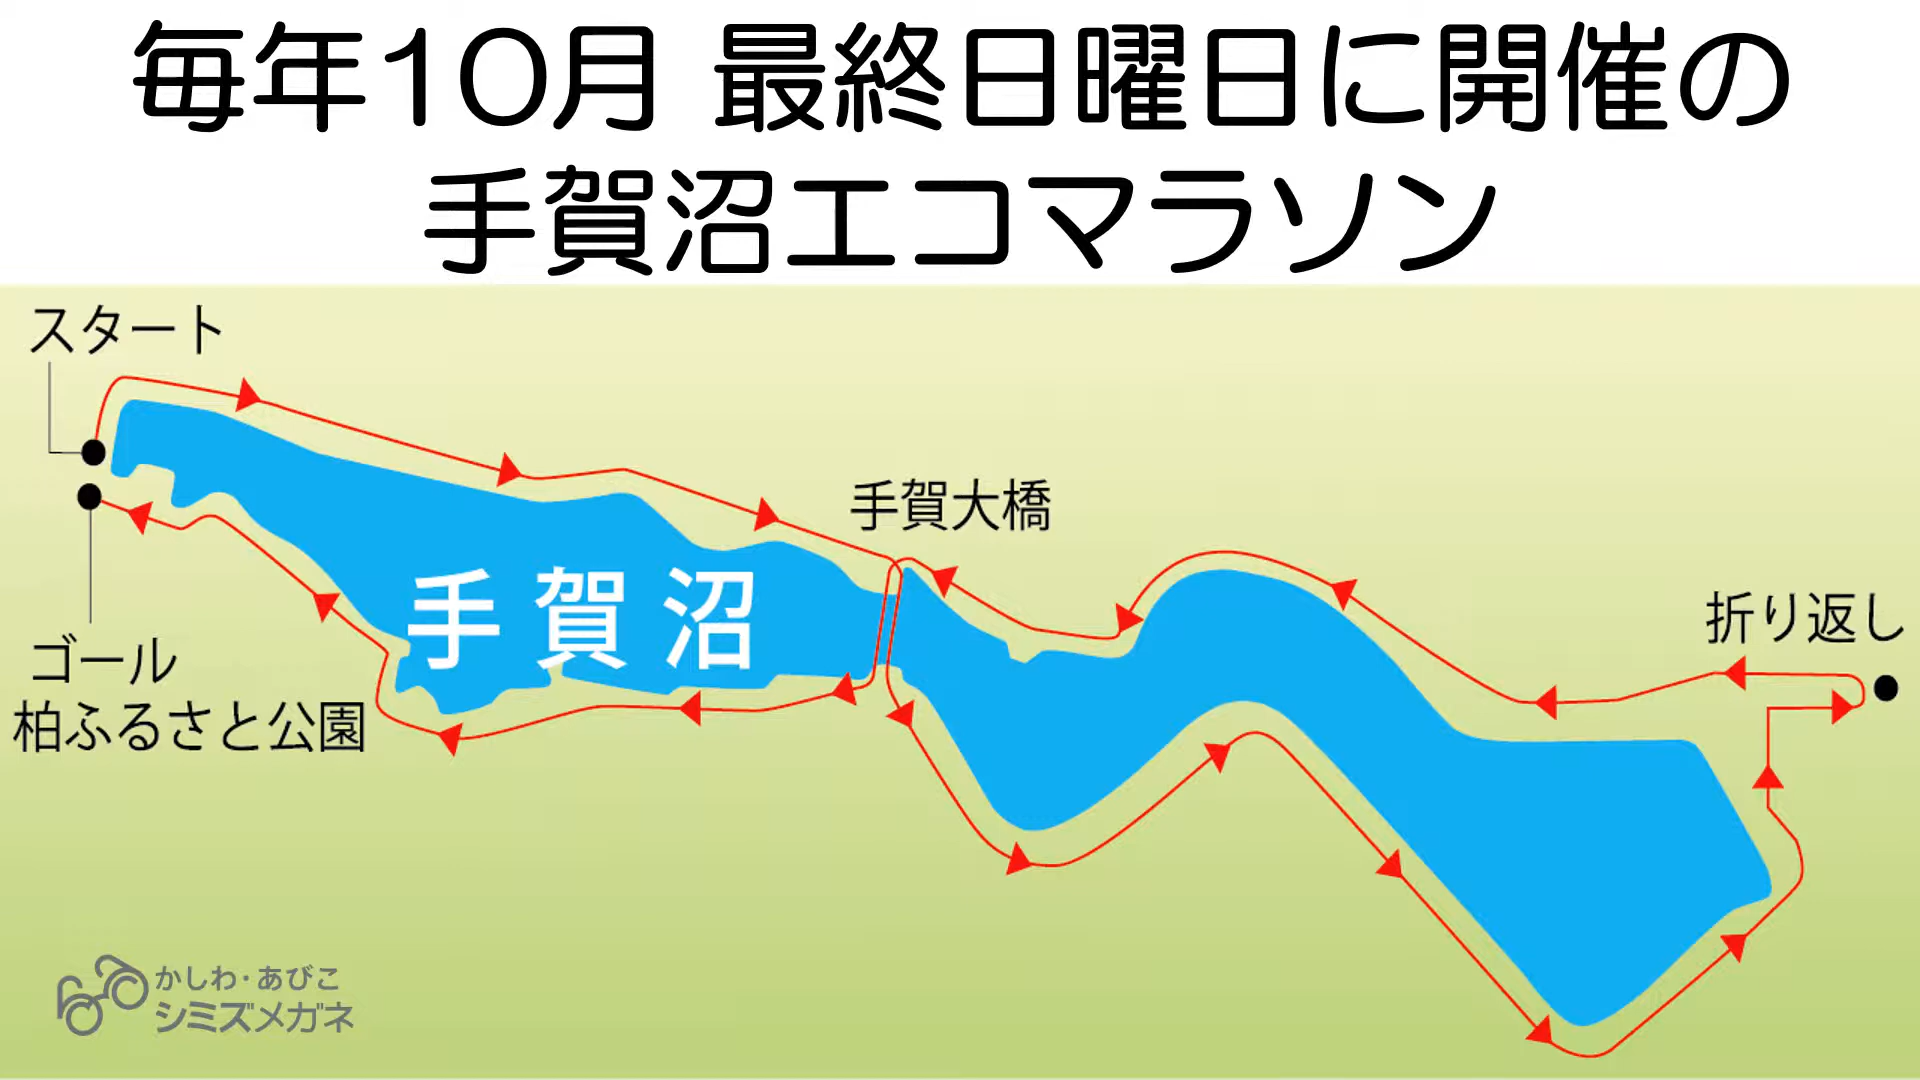 毎年10月 最終日曜日に開催の
手賀沼エコマラソン
スタート
手賀大橋
手賀沼
折り返し
ゴール
柏ふるさと公園
かしわ・あびこ
シミズメガネ